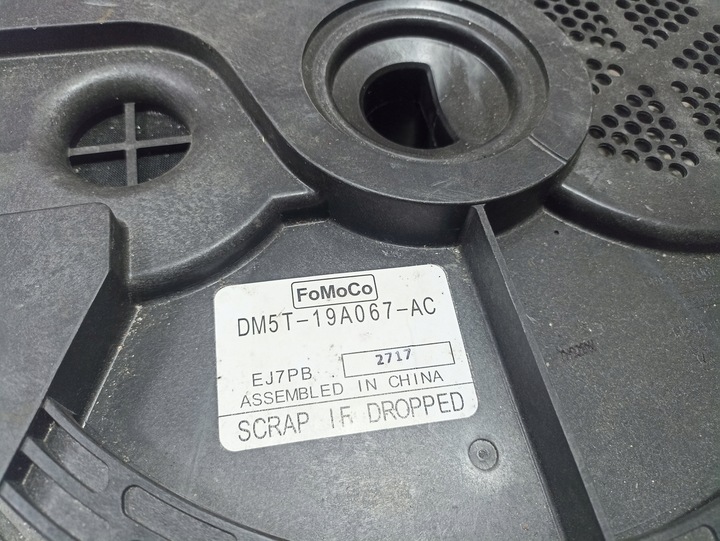 FoMoCo
DM5T-19A067-AC
EJ7PB 2717
ASSEMBLED IN CHINA
SCRAP IF DROPPED